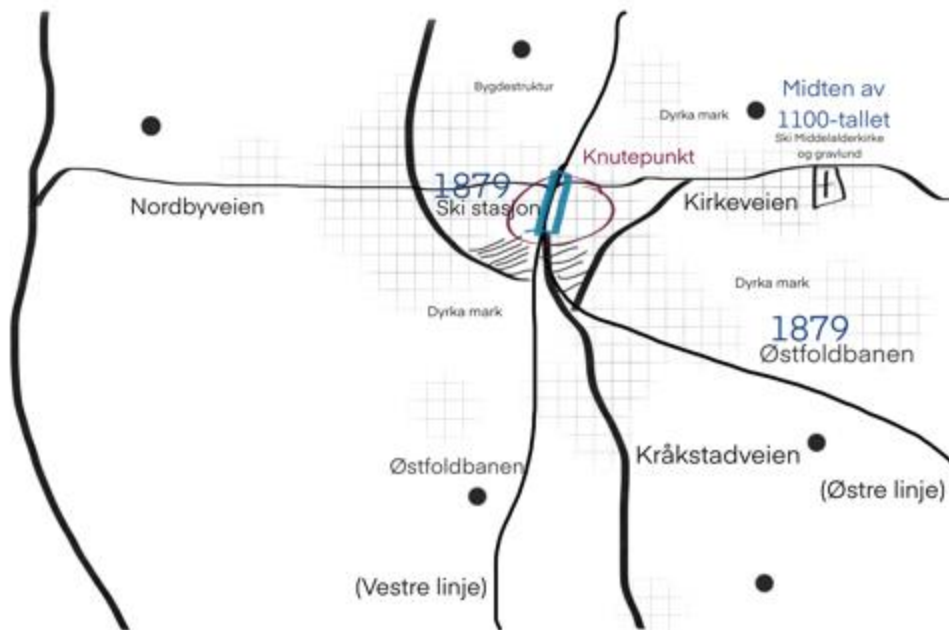 Bygdestruktur
Midten av
1100-tallet
Ski Middelalderkirke
og gravlund
Dyrka mark
Knutepunkt
1879
Ski stasjon
Nordbyveien
Kirkeveien
Dyrka mark
Dyrka mark
1879
Østfoldbanen
Kråkstadveien
Østfoldbanen
(Østre linje)
(Vestre linje)